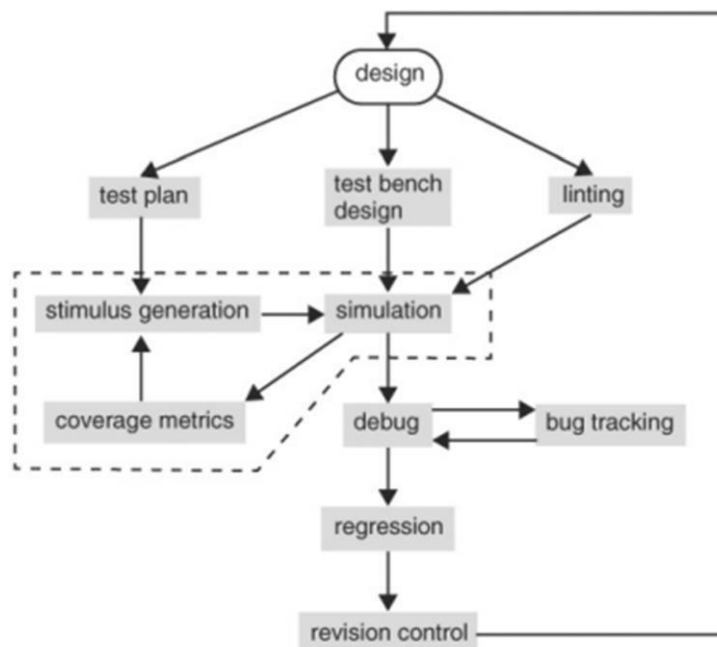 design
test plan
test bench
design
linting
stimulus generation
simulation
coverage metrics
debug
bug tracking
regression
revision control